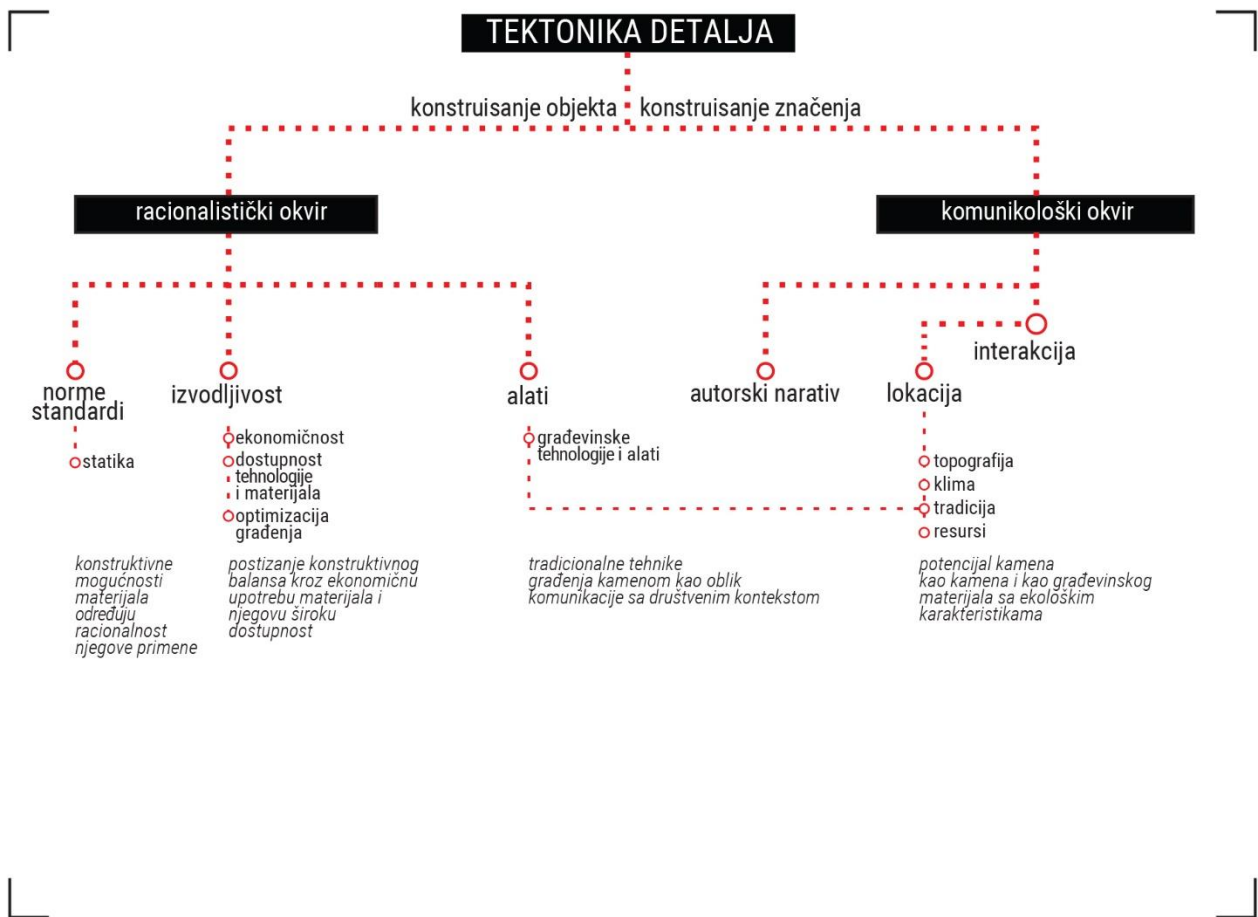 TEKTONIKA DETALJA
konstruisanje objekta
konstruisanje značenja
racionalistički okvir
komunikološki okvir
norme
standardi
izvodljivost
alati
autorski narativ
lokacija
interakcija
statika
ekonomičnost
dostupnost
tehnologije
i materijala
optimizacija
građenja
građevinske
tehnologije i alati
topografija
klima
tradicija
resursi
konstruktivne
mogućnosti
materijala
određuju
racionalnost
njegove primene
postizanje konstruktivnog
balansa kroz ekonomičnu
upotrebu materijala i
njegovu široku
dostupnost
tradicionalne tehnike
građenja kamenom kao oblik
komunikacije sa društvenim kontekstom
potencijal kamena
kao kamena i kao građevinskog
materijala sa ekološkim
karakteristikama